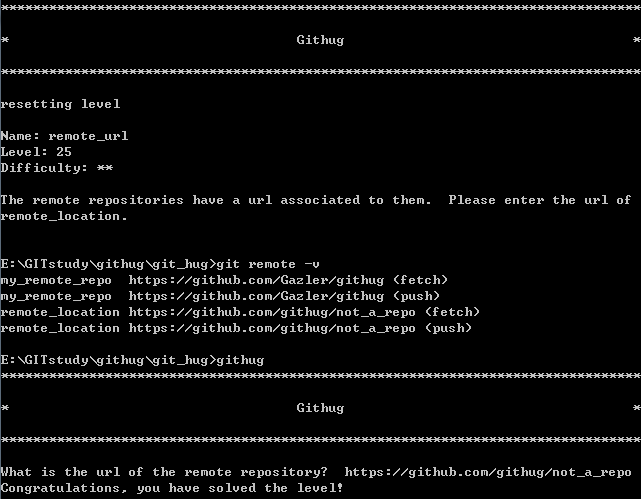 ********************************************************************************
*                                    Githug                                    *
********************************************************************************
resetting level
Name: remote_url
Level: 25
Difficulty: **
The remote repositories have a url associated to them.  Please enter the url of
remote_location.
E:\GITstudy\githug\git_hug>git remote -v
my_remote_repo  https://github.com/Gazler/githug (fetch)
my_remote_repo  https://github.com/Gazler/githug (push)
remote_location https://github.com/githug/not_a_repo (fetch)
remote_location https://github.com/githug/not_a_repo (push)
E:\GITstudy\githug\git_hug>githug
********************************************************************************
*                                    Githug                                    *
********************************************************************************
What is the url of the remote repository?  https://github.com/githug/not_a_repo
Congratulations, you have solved the level!